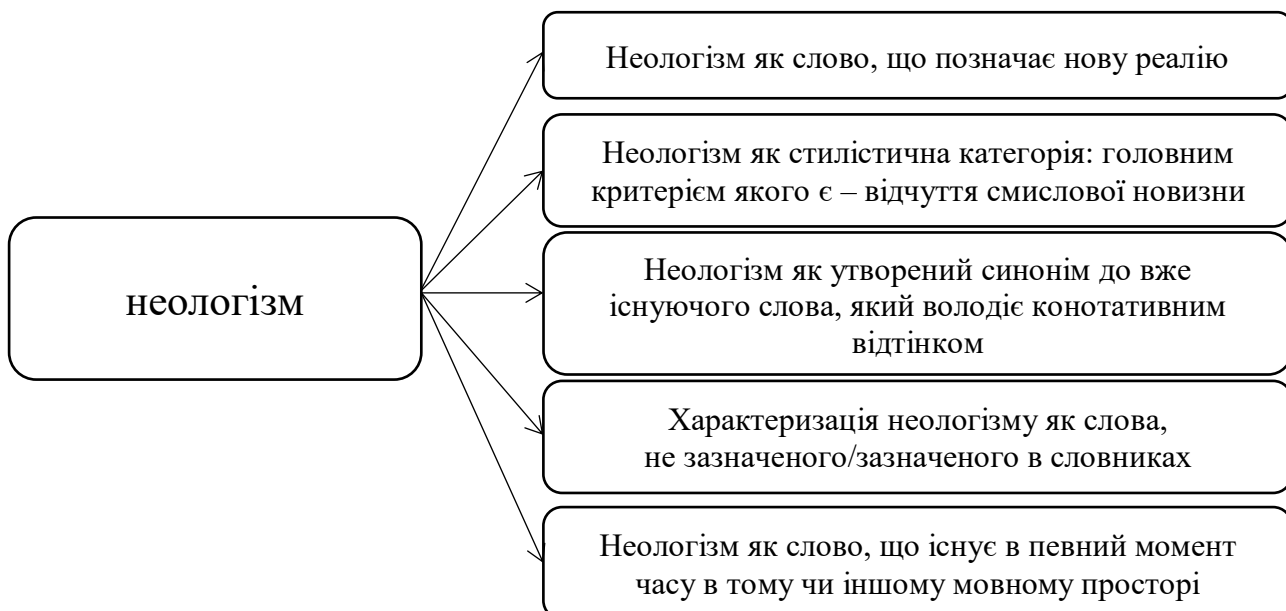 неологізм
Неологізм як слово, що позначає нову реалію
Неологізм як стилістична категорія: головним
критерієм якого є – відчуття смислової новизни
Неологізм як утворений синонім до вже
існуючого слова, який володіє конотативним
відтінком
Характеризація неологізму як слова,
не зазначеного/зазначеного в словниках
Неологізм як слово, що існує в певний момент
часу в тому чи іншому мовному просторі